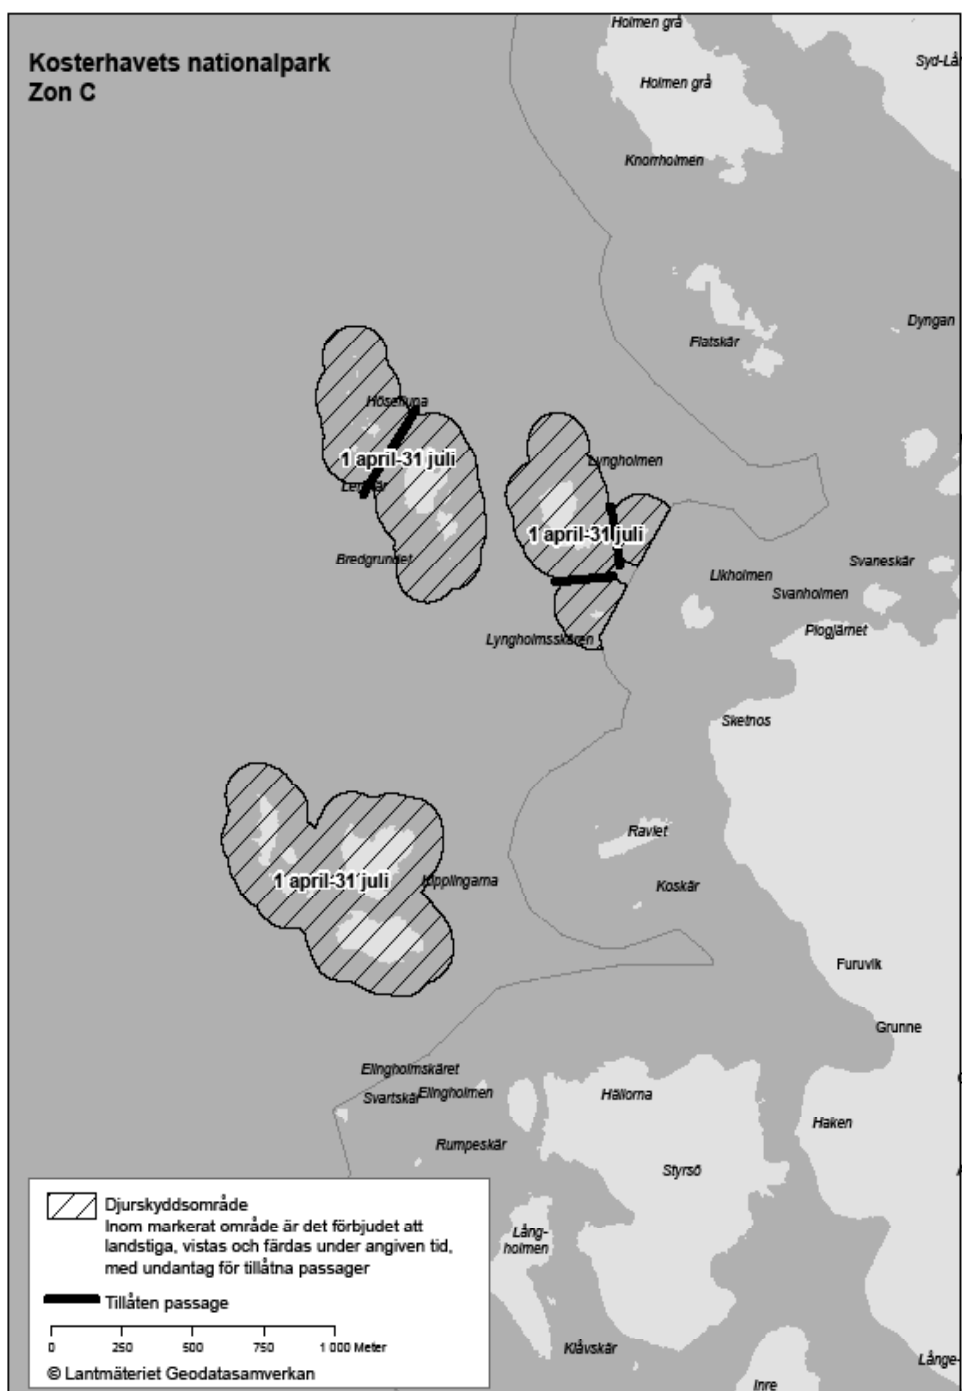 Kosterhavets nationalpark
Zon C
Holmen grå
Syd-Lå
Holmen grå
Knorrholmen
Dyngan
Flatskär
1 april-31 juli
Lyngholmen
1 april-31 juli
Bredgrundet
Svaneskär
Likholmen
Svanholmen
Plogjärnet
Lyngholmsskären
Sketnos
Ravlet
1 april-31 juli
Koskär
Furuvik
Grunne
Elingholmskäret
Svartskär
Elingholmen
Hällorna
Haken
Rumpeskär
Styrsö
Djurskyddsområde
Inom markerat område är det förbjudet att
landstiga, vistas och färdas under angiven tid,
med undantag för tillåtna passager
Lång-
holmen
Tillåten passage
0 250 500 750 1 000 Meter
Klåvskär
Långe-
© Lantmäteriet Geodatasamverkan
Inre